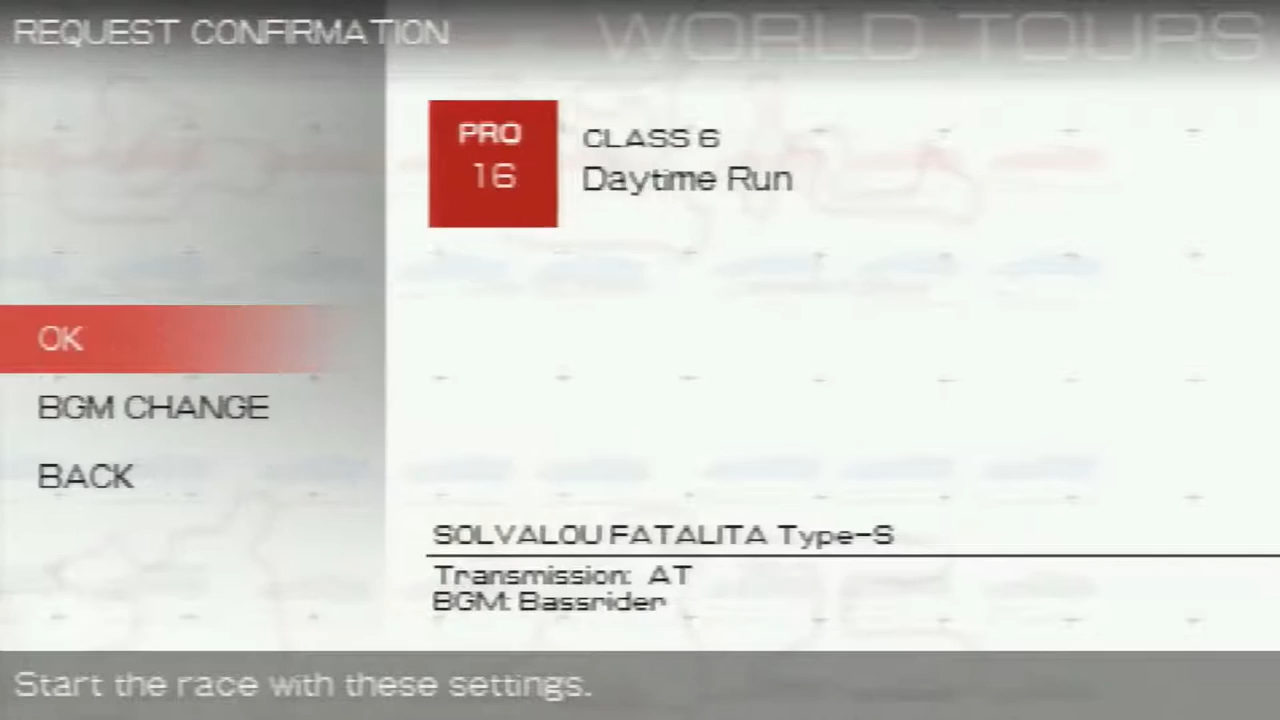 REQUEST CONFIRMATION
WORLD TOURS
PRO
16
CLASS 6
Daytime Run
OK
BGM CHANGE
BACK
SOLVALOU FATALITA Type-S
Transmission: AT
BGM: Bassrider
Start the race with these settings.